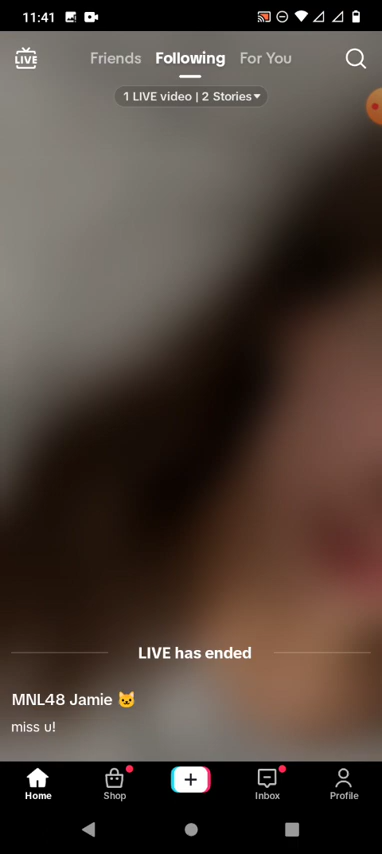 11:41
LIVE
Friends Following For You
1 LIVE video | 2 Stories
LIVE has ended
MNL48 Jamie 🐱
miss u!
Home Shop Inbox Profile